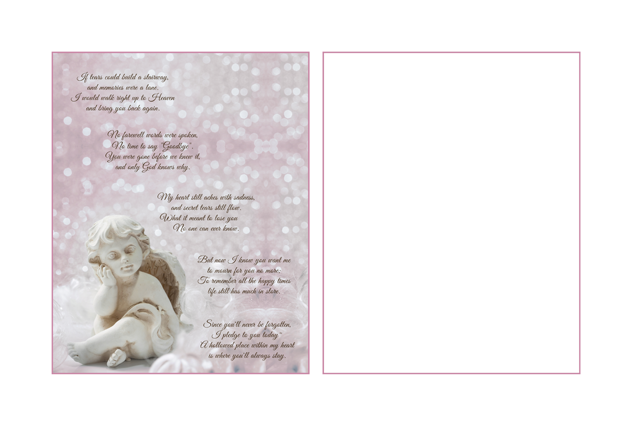 If tears could build a stairway,
and memories were a lane.
I would walk right up to Heaven
and bring you back again.
No farewell words were spoken,
No time to say "Goodbye".
You were gone before we knew it,
and only God knows why.
My heart still aches with sadness,
and secret tears still flow.
What it meant to lose you
No one can ever know.
But now I know you want me
to mourn for you no more;
To remember all the happy times
life still has much in store.
Since you'll never be forgotten,
I pledge to you today"
A hallowed place within my heart
is where you'll always stay.